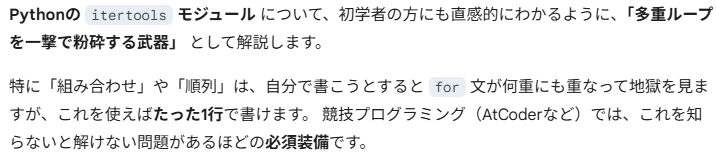 Pythonの itertools モジュール について、初学者の方にも直感的にわかるように、「多重ループ
を一撃で粉砕する武器」 として解説します。
特に「組み合わせ」や「順列」は、自分で書こうとすると for 文が何重にも重なって地獄を見ま
すが、これを使えばたった1行で書けます。 競技プログラミング（AtCoderなど）では、これを知
らないと解けない問題があるほどの必須装備です。